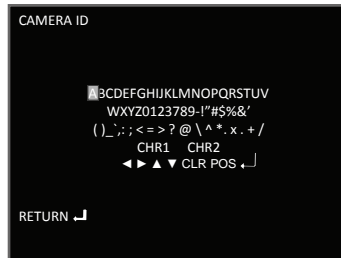 CAMERA ID
ABCDEFGHIJKLMNOPQRSTUV
WXYZ0123789-!"#$%&'
( )_`,: ; < = > ? @ \ ^ *. x . + /
CHR1 CHR2
◄ ► ▲ ▼ CLR POS ↵
RETURN ↵